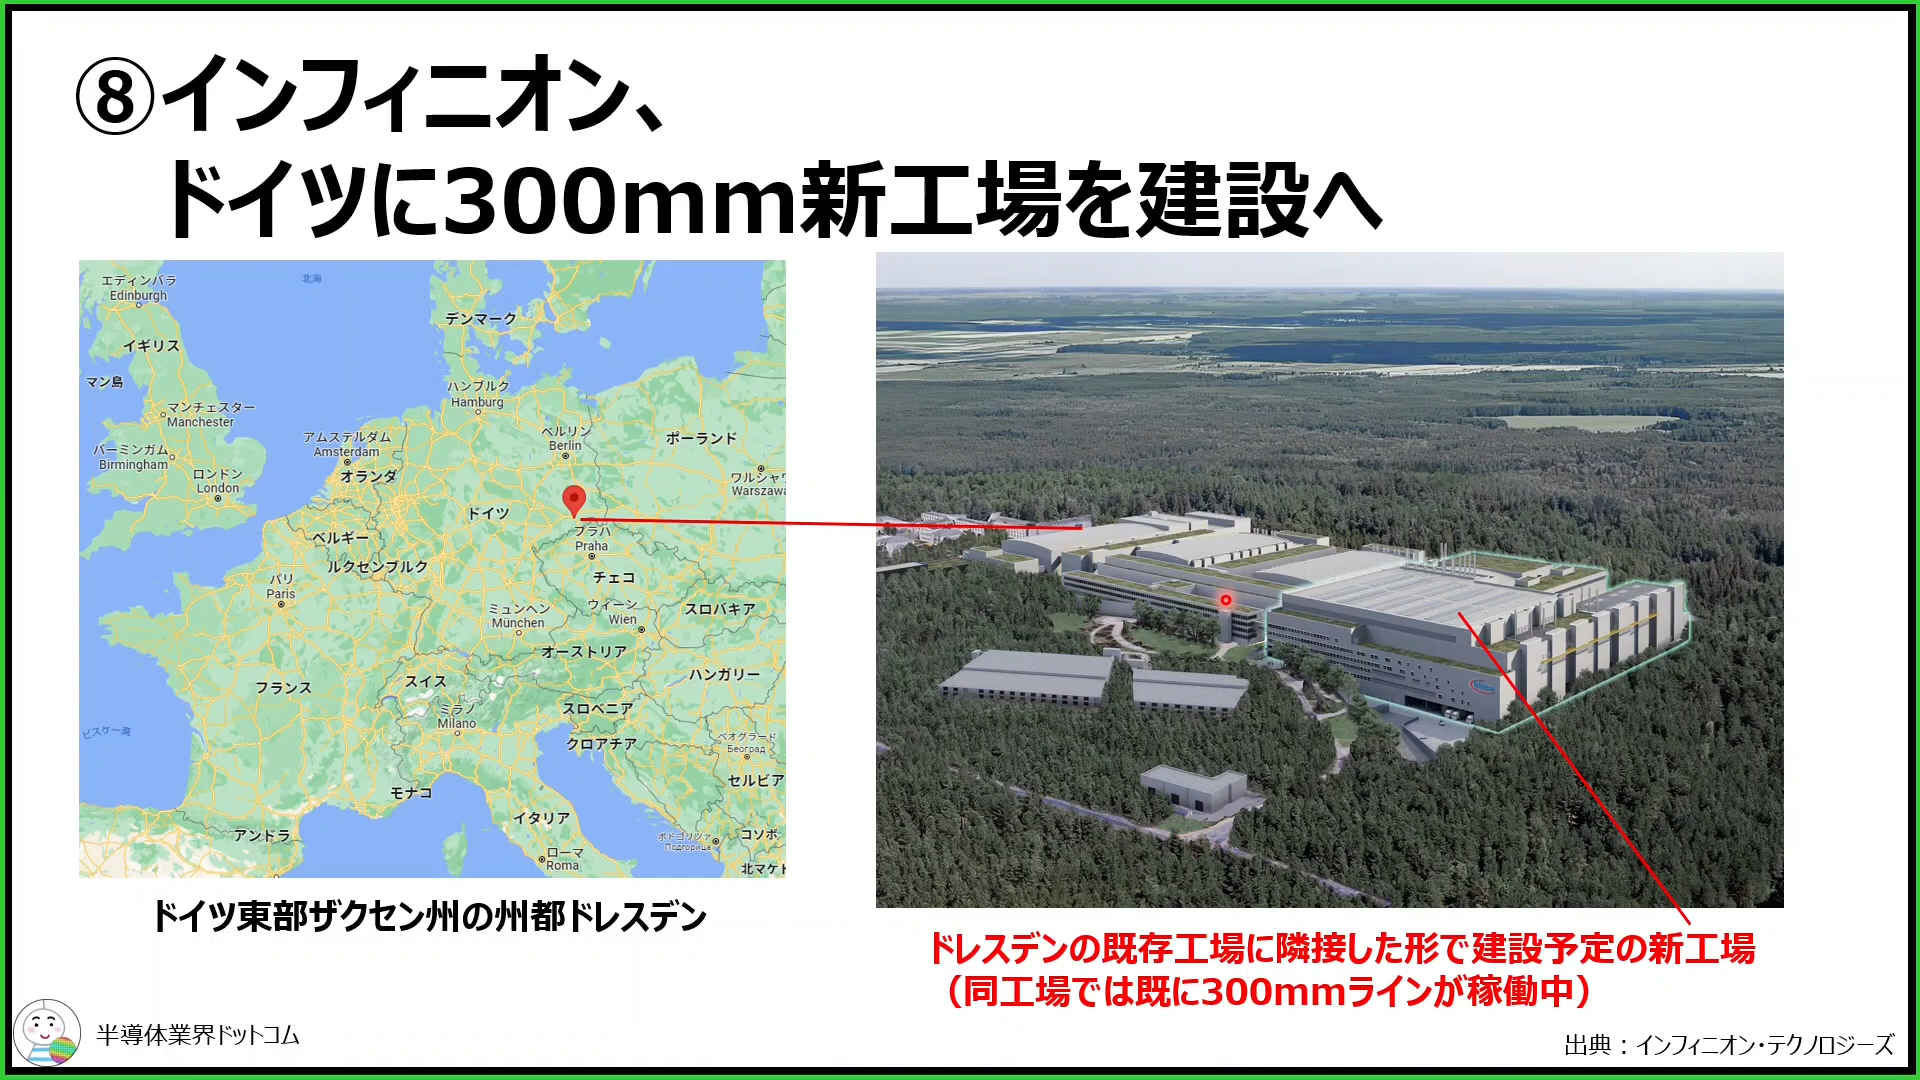 ⑧インフィニオン、
ドイツに300mm新工場を建設へ
エディンバラ
Edinburgh
北海
デンマーク
イギリス
マン島
ハンブルク
Hamburg
マンチェスター
Manchester
アムステルダム
Amsterdam
ベルリン
Berlin
ポーランド
バーミンガム
Birmingham
ロンドン
London
オランダ
ワルシャワ
Warszawa
ドイツ
ベルギー
プラハ
Praha
ルクセンブルク
チェコ
パリ
Paris
ミュンヘン
München
ウィーン
Wien
スロバキア
オーストリア
ハンガリー
フランス
スイス
ミラノ
Milano
スロベニア
クロアチア
ビスケー湾
ベオグラード
Београд
セルビア
モナコ
イタリア
アンドラ
ポドゴリツァ
Подгорица
コソボ
ローマ
Roma
北マケド
ドイツ東部ザクセン州の州都ドレスデン
ドレスデンの既存工場に隣接した形で建設予定の新工場
（同工場では既に300mmラインが稼働中）
半導体業界ドットコム
出典：インフィニオン・テクノロジーズ